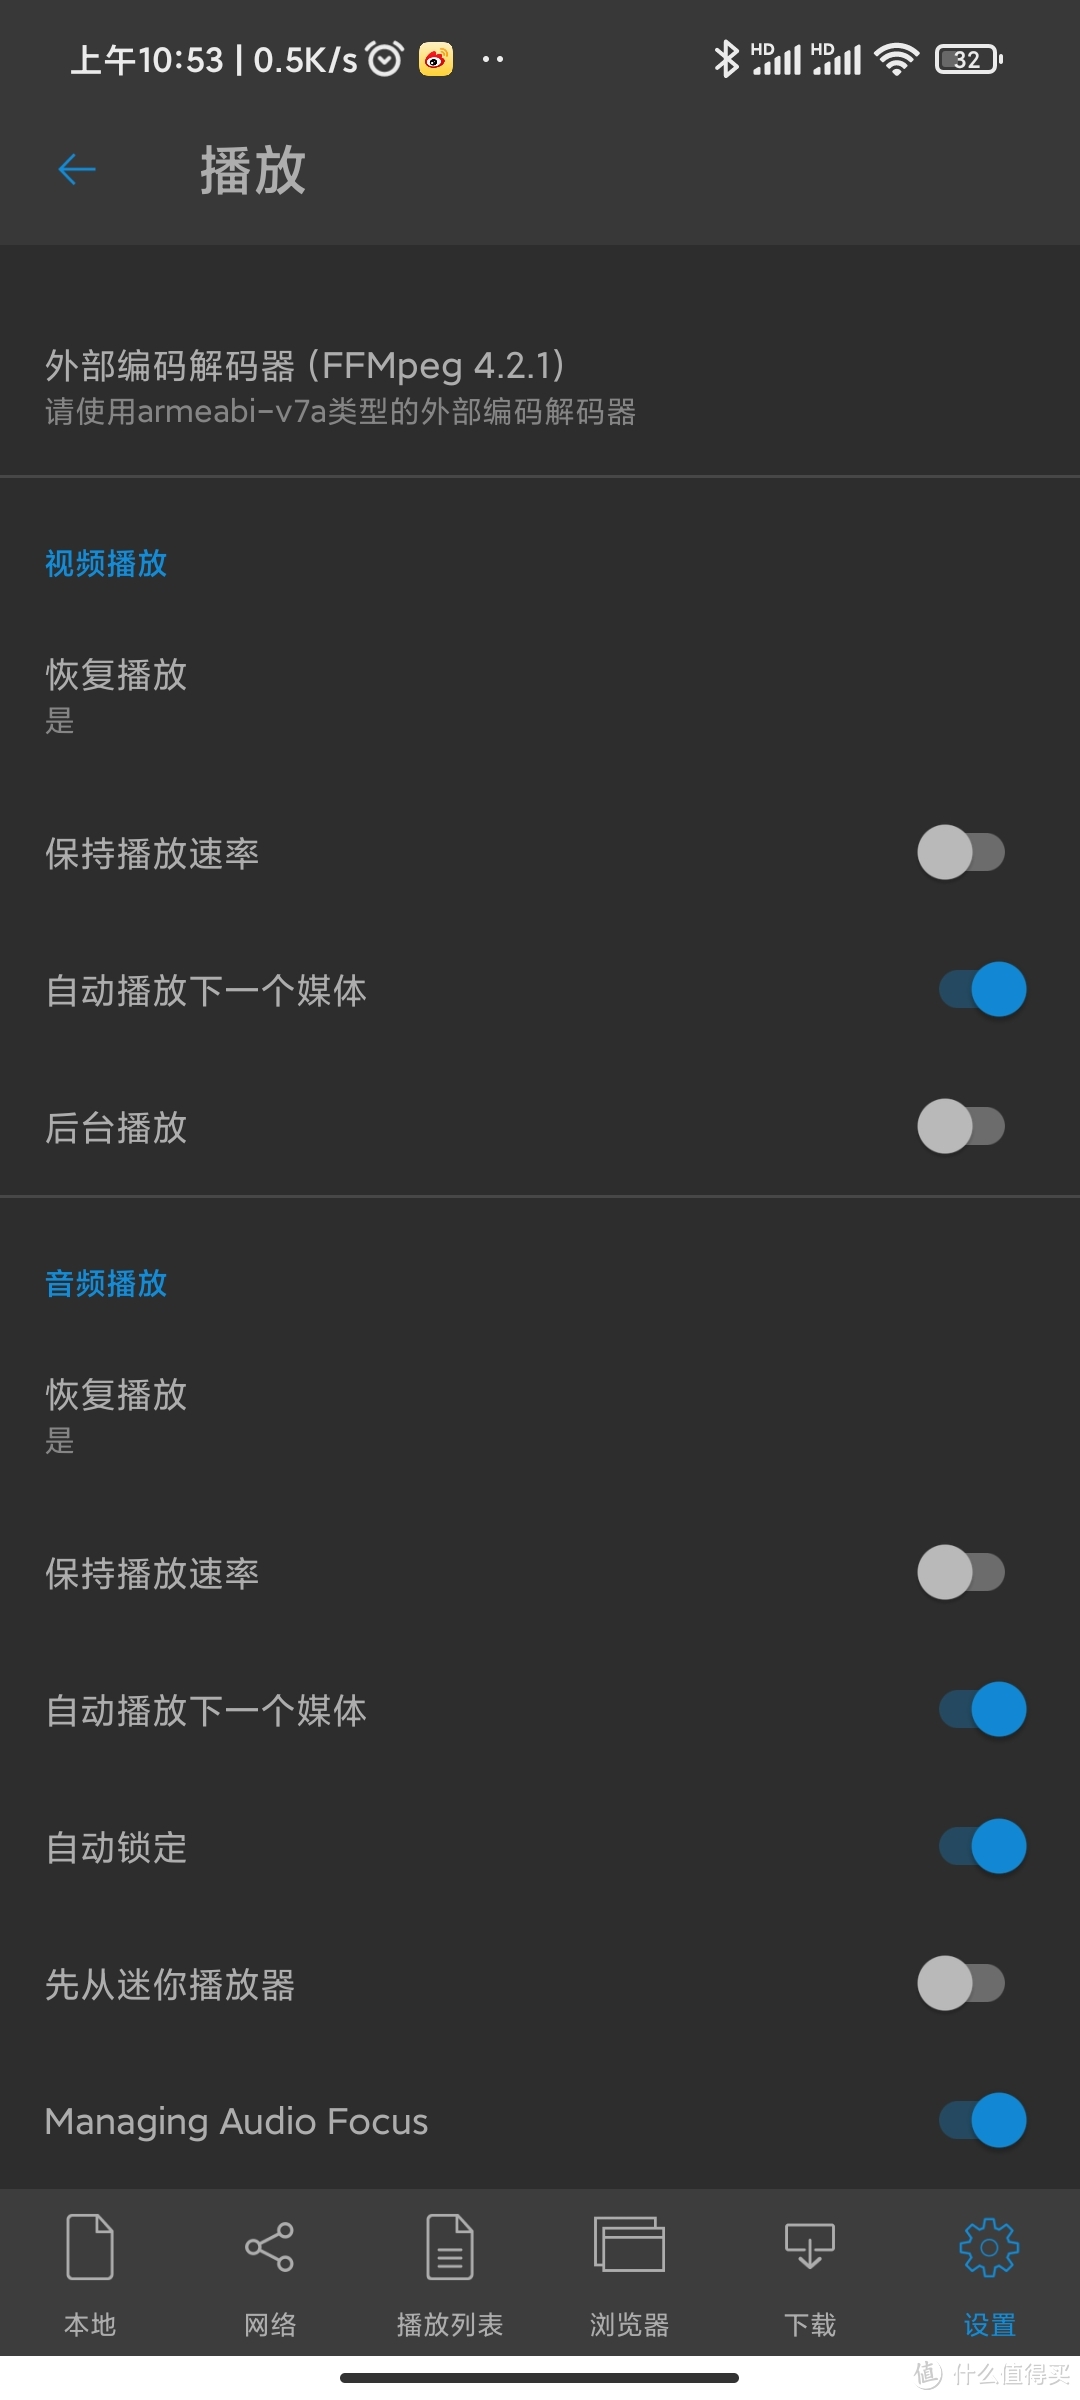 上午10:53 | 0.5K/s
HD HD 32
播放
外部编码解码器 (FFMpeg 4.2.1)
请使用armeabi-v7a类型的外部编码解码器
视频播放
恢复播放
是
保持播放速率
自动播放下一个媒体
后台播放
音频播放
恢复播放
是
保持播放速率
自动播放下一个媒体
自动锁定
先从迷你播放器
Managing Audio Focus
本地 网络 播放列表 浏览器 下载 设置
值 什么值得买